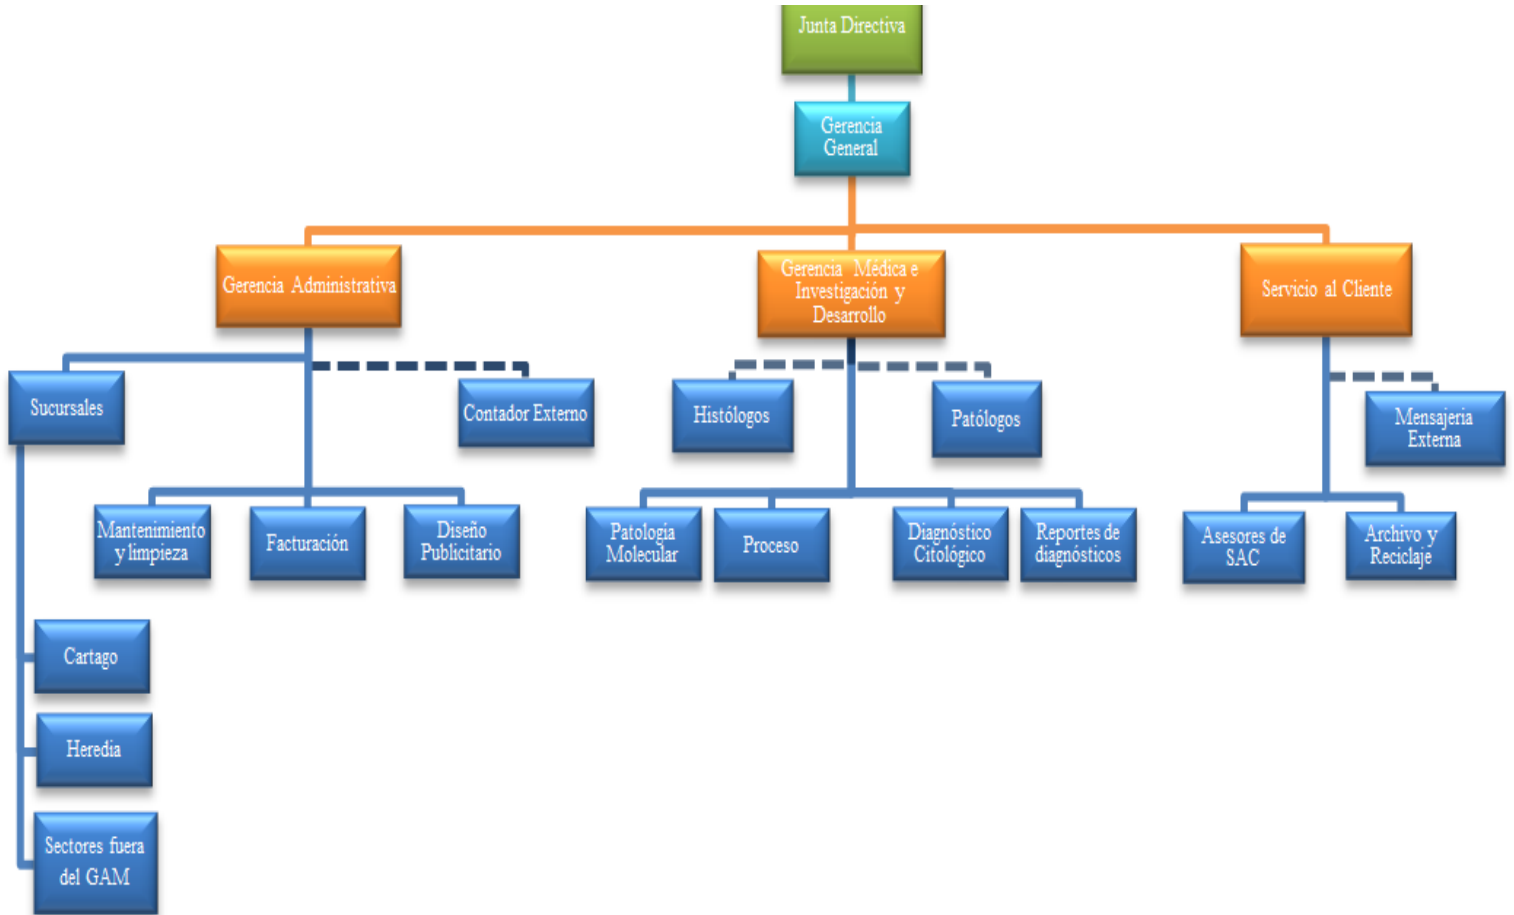 Junta Directiva
Gerencia
General
Gerencia Administrativa
Gerencia Médica e
Investigación y
Desarrollo
Servicio al Cliente
Sucursales
Contador Externo
Histólogos
Patólogos
Mensajeria
Externa
Mantenimiento
y limpieza
Facturación
Diseño
Publicitario
Patología
Molecular
Proceso
Diagnóstico
Citológico
Reportes de
diagnósticos
Asesores de
SAC
Archivo y
Reciclaje
Cartago
Heredia
Sectores fuera
del GAM